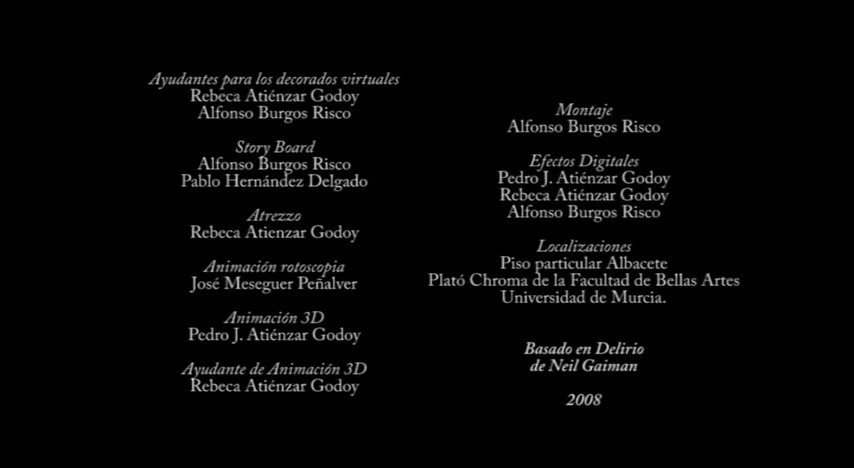 Ayudantes para los decorados virtuales
Rebeca Atiénzar Godoy
Alfonso Burgos Risco
Story Board
Alfonso Burgos Risco
Pablo Hernández Delgado
Atrezzo
Rebeca Atienzar Godoy
Animación rotoscopia
José Meseguer Peñalver
Animación 3D
Pedro J. Atiénzar Godoy
Ayudante de Animación 3D
Rebeca Atiénzar Godoy
Montaje
Alfonso Burgos Risco
Efectos Digitales
Pedro J. Atiénzar Godoy
Rebeca Atiénzar Godoy
Alfonso Burgos Risco
Localizaciones
Piso particular Albacete
Plató Chroma de la Facultad de Bellas Artes
Universidad de Murcia.
Basado en Delirio
de Neil Gaiman
2008